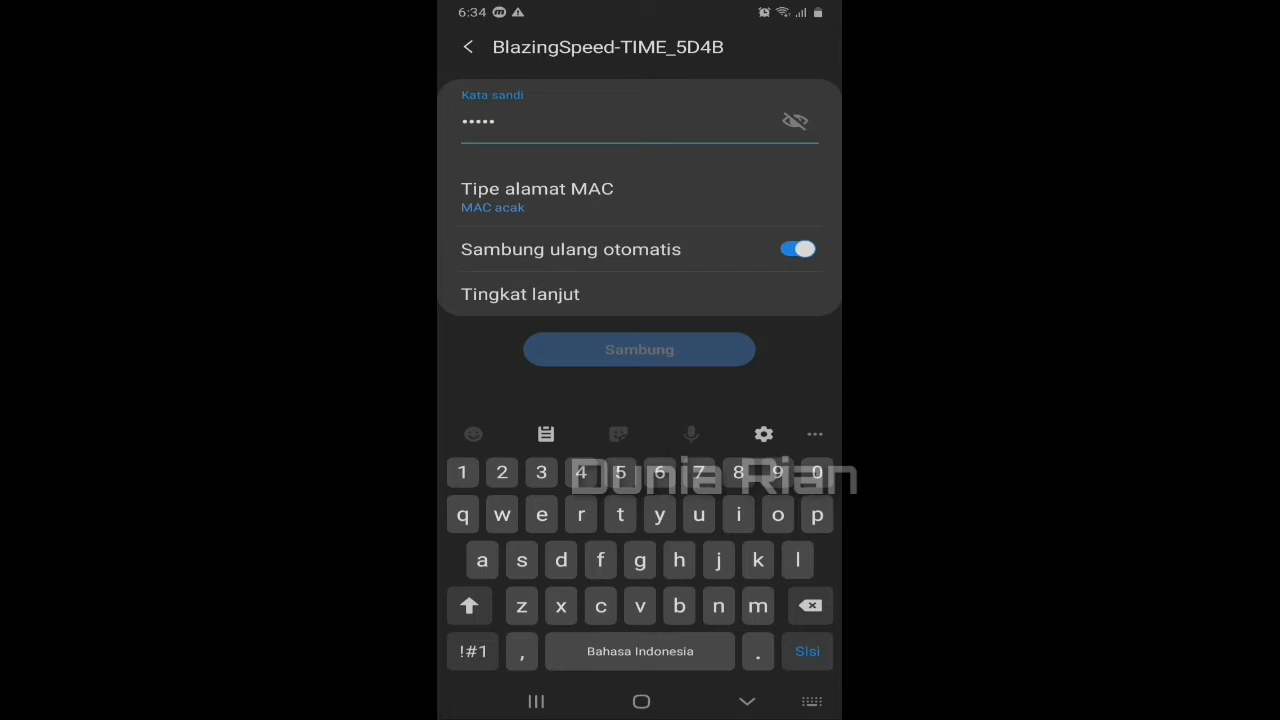 6:34
BlazingSpeed-TIME_5D4B
Kata sandi
•••••
Tipe alamat MAC
MAC acak
Sambung ulang otomatis
Tingkat lanjut
Sambung
1 2 3 4 5 6 7 8 9 0
Dunia Rian
q w e r t y u i o p
a s d f g h j k l
z x c v b n m
!#1 , Bahasa Indonesia . SIsi